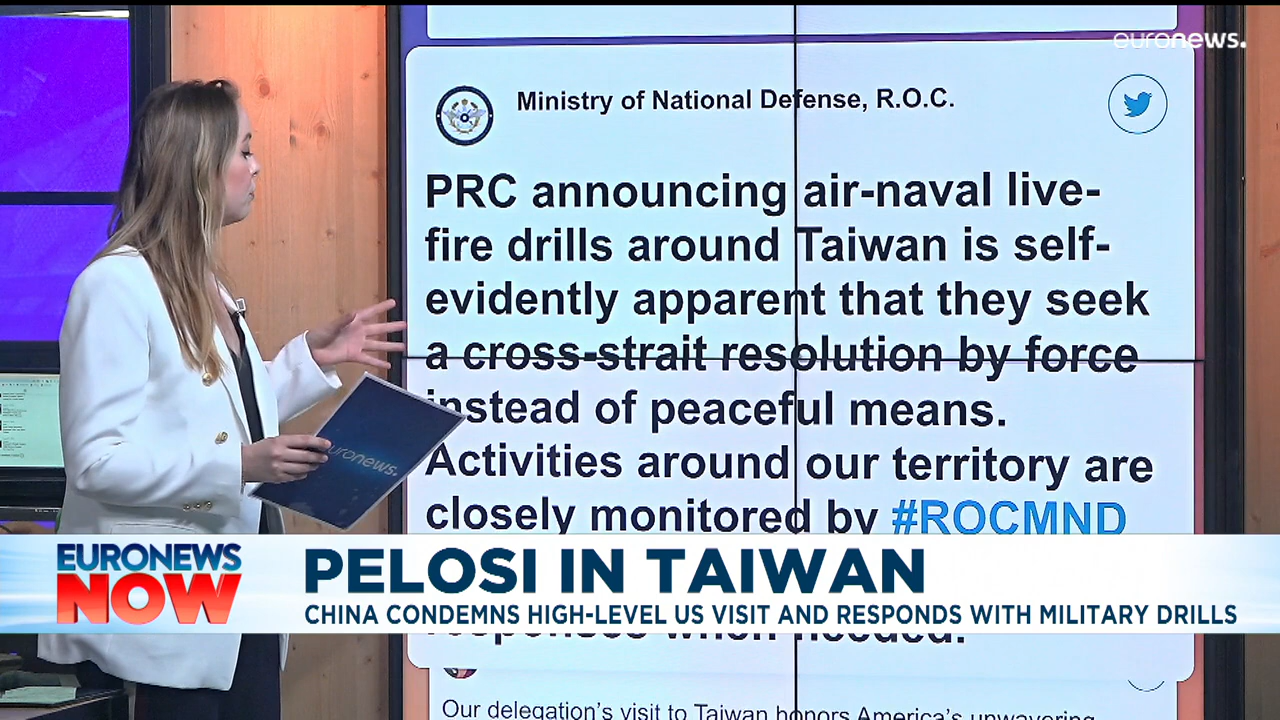 euronews.
Ministry of National Defense, R.O.C.
PRC announcing air-naval live-
fire drills around Taiwan is self-
evidently apparent that they seek
a cross-strait resolution by force
instead of peaceful means.
Activities around our territory are
closely monitored by #ROCMND
euronews.
EURONEWS
NOW
PELOSI IN TAIWAN
CHINA CONDEMNS HIGH-LEVEL US VISIT AND RESPONDS WITH MILITARY DRILLS
responses when needed.
Our delegation's visit to Taiwan honors America's unwavering